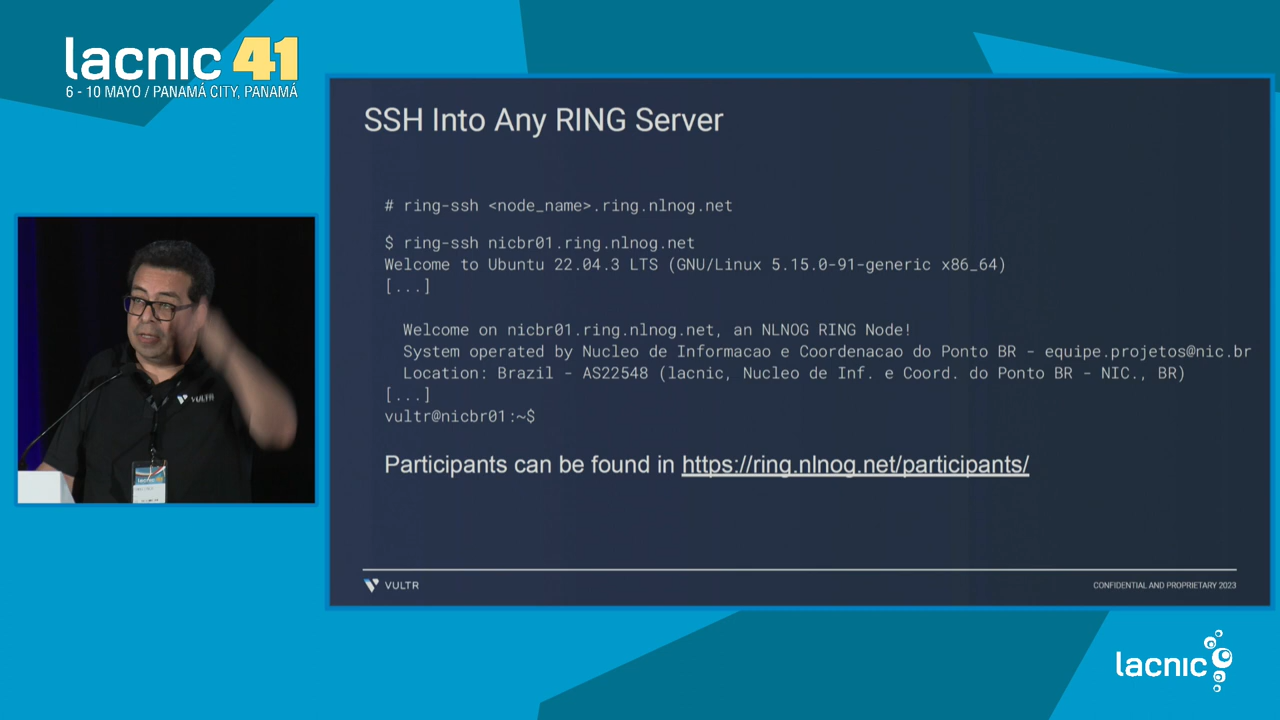 lacnic 41
6 - 10 MAYO / PANAMÁ CITY, PANAMÁ
SSH Into Any RING Server
# ring-ssh <node_name>.ring.nlnog.net
$ ring-ssh nicbr01.ring.nlnog.net
Welcome to Ubuntu 22.04.3 LTS (GNU/Linux 5.15.0-91-generic x86_64)
[...]
Welcome on nicbr01.ring.nlnog.net, an NLNOG RING Node!
System operated by Nucleo de Informacao e Coordenacao do Ponto BR - equipe.projetos@nic.br
Location: Brazil - AS22548 (lacnic, Nucleo de Inf. e Coord. do Ponto BR - NIC., BR)
[...]
vultr@nicbr01:~$
Participants can be found in https://ring.nlnog.net/participants/
VULTR
CONFIDENTIAL AND PROPRIETARY 2023
VULTR
lacnic
lacnic